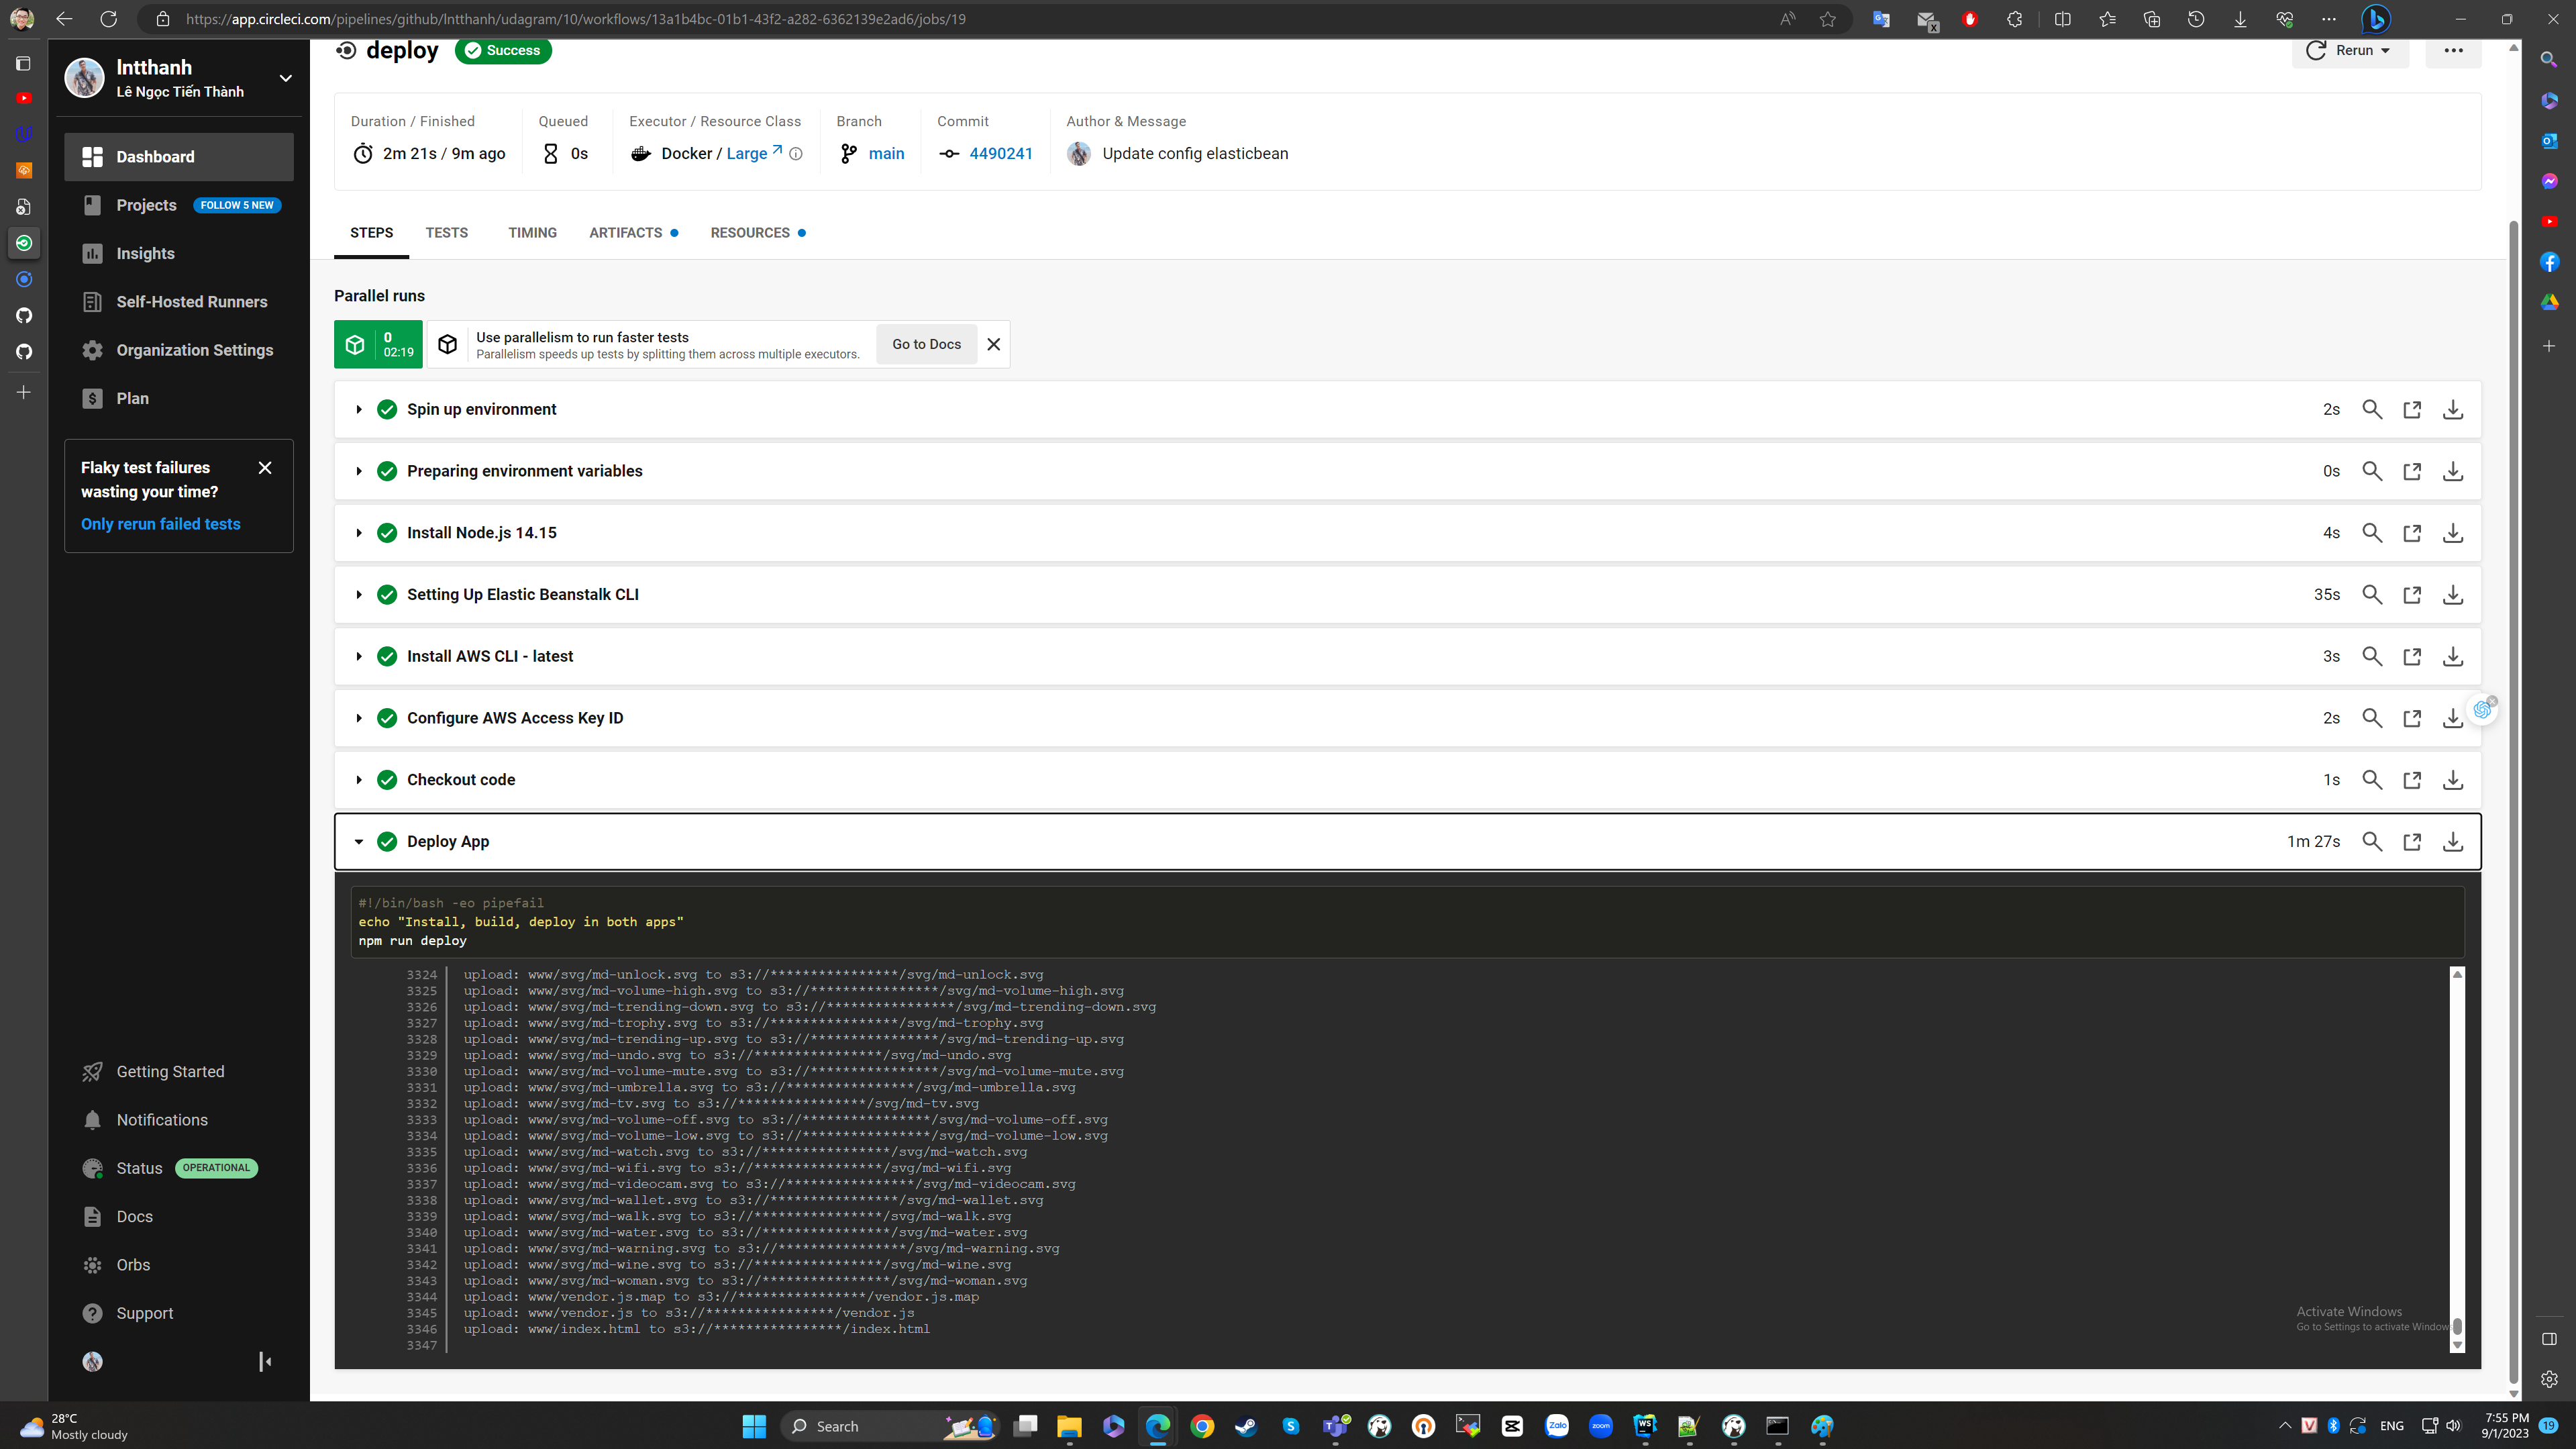 https://app.circleci.com/pipelines/github/lntthanh/udagram/10/workflows/13a1b4bc-01b1-43f2-a282-6362139e2ad6/jobs/19
lntthanh
Lê Ngọc Tiến Thành
Dashboard
Projects FOLLOW 5 NEW
Insights
Self-Hosted Runners
Organization Settings
Plan
Flaky test failures
wasting your time?
Only rerun failed tests
Getting Started
Notifications
Status OPERATIONAL
Docs
Orbs
Support
deploy Success
Rerun
Duration / Finished
2m 21s / 9m ago
Queued
0s
Executor / Resource Class
Docker / Large
Branch
main
Commit
4490241
Author & Message
Update config elasticbean
STEPS TESTS TIMING ARTIFACTS RESOURCES
Parallel runs
0
02:19
Use parallelism to run faster tests
Parallelism speeds up tests by splitting them across multiple executors.
Go to Docs
Spin up environment 2s
Preparing environment variables 0s
Install Node.js 14.15 4s
Setting Up Elastic Beanstalk CLI 35s
Install AWS CLI - latest 3s
Configure AWS Access Key ID 2s
Checkout code 1s
Deploy App 1m 27s
#!/bin/bash -eo pipefail
echo "Install, build, deploy in both apps"
npm run deploy
3324 upload: www/svg/md-unlock.svg to s3://****************/svg/md-unlock.svg
3325 upload: www/svg/md-volume-high.svg to s3://****************/svg/md-volume-high.svg
3326 upload: www/svg/md-trending-down.svg to s3://****************/svg/md-trending-down.svg
3327 upload: www/svg/md-trophy.svg to s3://****************/svg/md-trophy.svg
3328 upload: www/svg/md-trending-up.svg to s3://****************/svg/md-trending-up.svg
3329 upload: www/svg/md-undo.svg to s3://****************/svg/md-undo.svg
3330 upload: www/svg/md-volume-mute.svg to s3://****************/svg/md-volume-mute.svg
3331 upload: www/svg/md-umbrella.svg to s3://****************/svg/md-umbrella.svg
3332 upload: www/svg/md-tv.svg to s3://****************/svg/md-tv.svg
3333 upload: www/svg/md-volume-off.svg to s3://****************/svg/md-volume-off.svg
3334 upload: www/svg/md-volume-low.svg to s3://****************/svg/md-volume-low.svg
3335 upload: www/svg/md-watch.svg to s3://****************/svg/md-watch.svg
3336 upload: www/svg/md-wifi.svg to s3://****************/svg/md-wifi.svg
3337 upload: www/svg/md-videocam.svg to s3://****************/svg/md-videocam.svg
3338 upload: www/svg/md-wallet.svg to s3://****************/svg/md-wallet.svg
3339 upload: www/svg/md-walk.svg to s3://****************/svg/md-walk.svg
3340 upload: www/svg/md-water.svg to s3://****************/svg/md-water.svg
3341 upload: www/svg/md-warning.svg to s3://****************/svg/md-warning.svg
3342 upload: www/svg/md-wine.svg to s3://****************/svg/md-wine.svg
3343 upload: www/svg/md-woman.svg to s3://****************/svg/md-woman.svg
3344 upload: www/vendor.js.map to s3://****************/vendor.js.map
3345 upload: www/vendor.js to s3://****************/vendor.js
3346 upload: www/index.html to s3://****************/index.html
3347
Activate Windows
Go to Settings to activate Windows
28°C
Mostly cloudy
Search
Zalo
zoom
WS
ENG
7:55 PM
9/1/2023
19